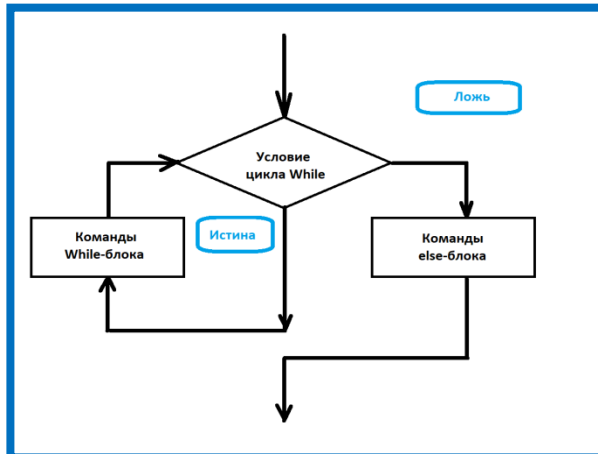 Ложь
Условие
цикла While
Истина
Команды
While-блока
Команды
else-блока